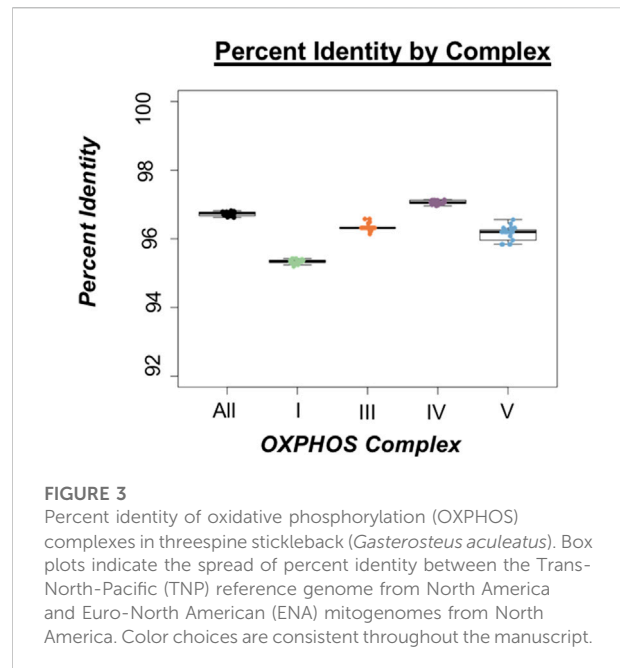 Percent Identity by Complex
Percent Identity
100
98
96
94
92
All I III IV V
OXPHOS Complex
FIGURE 3
Percent identity of oxidative phosphorylation (OXPHOS)
complexes in threespine stickleback (Gasterosteus aculeatus). Box
plots indicate the spread of percent identity between the Trans-
North-Pacific (TNP) reference genome from North America
and Euro-North American (ENA) mitogenomes from North
America. Color choices are consistent throughout the manuscript.